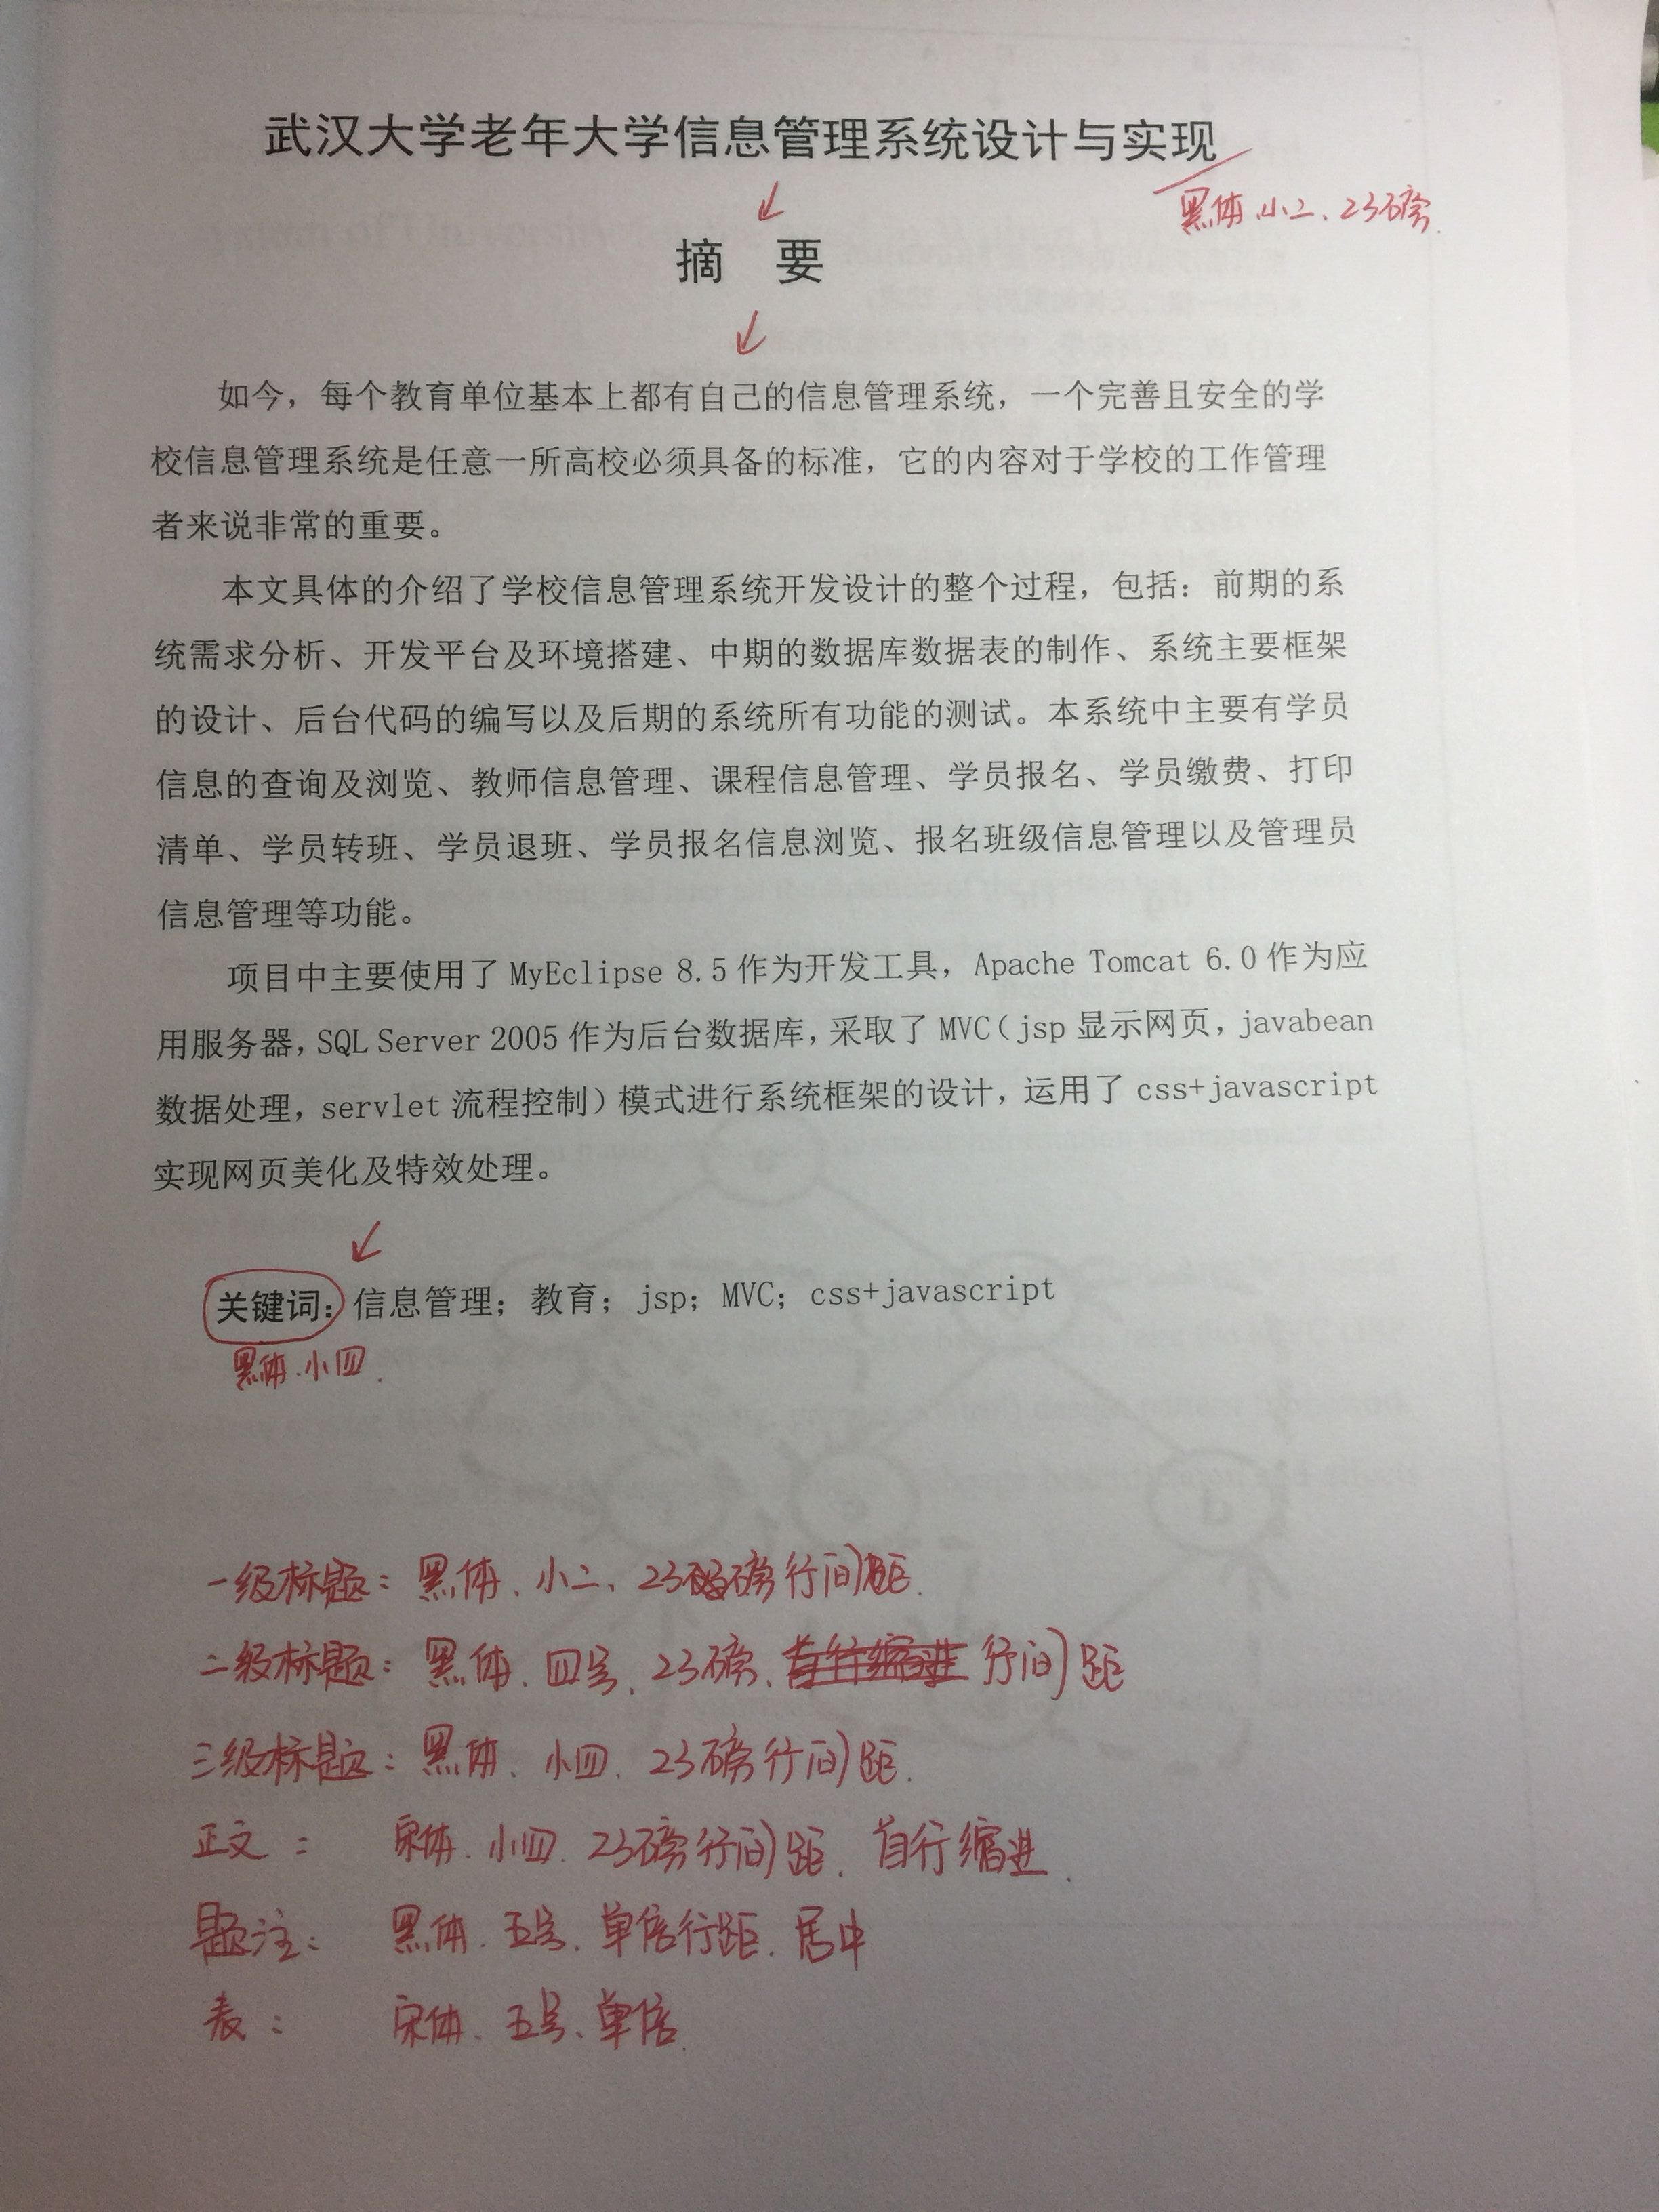 武汉大学老年大学信息管理系统设计与实现
黑体、小二、23磅.
摘 要
如今，每个教育单位基本上都有自己的信息管理系统，一个完善且安全的学
校信息管理系统是任意一所高校必须具备的标准，它的内容对于学校的工作管理
者来说非常的重要。
本文具体的介绍了学校信息管理系统开发设计的整个过程，包括：前期的系
统需求分析、开发平台及环境搭建、中期的数据库数据表的制作、系统主要框架
的设计、后台代码的编写以及后期的系统所有功能的测试。本系统中主要有学员
信息的查询及浏览、教师信息管理、课程信息管理、学员报名、学员缴费、打印
清单、学员转班、学员退班、学员报名信息浏览、报名班级信息管理以及管理员
信息管理等功能。
项目中主要使用了 MyEclipse 8.5 作为开发工具，Apache Tomcat 6.0 作为应
用服务器，SQL Server 2005 作为后台数据库，采取了 MVC（jsp 显示网页，javabean
数据处理，servlet 流程控制）模式进行系统框架的设计，运用了 css+javascript
实现网页美化及特效处理。
关键词：信息管理；教育；jsp；MVC；css+javascript
黑体.小四.
一级标题：黑体、小二、23磅行间距.
二级标题：黑体、四号、23磅、行间距
三级标题：黑体、小四、23磅行间距.
正文： 宋体.小四.23磅行间距.首行缩进.
题注： 黑体.五号.单倍行距.居中
表： 宋体、五号、单倍.